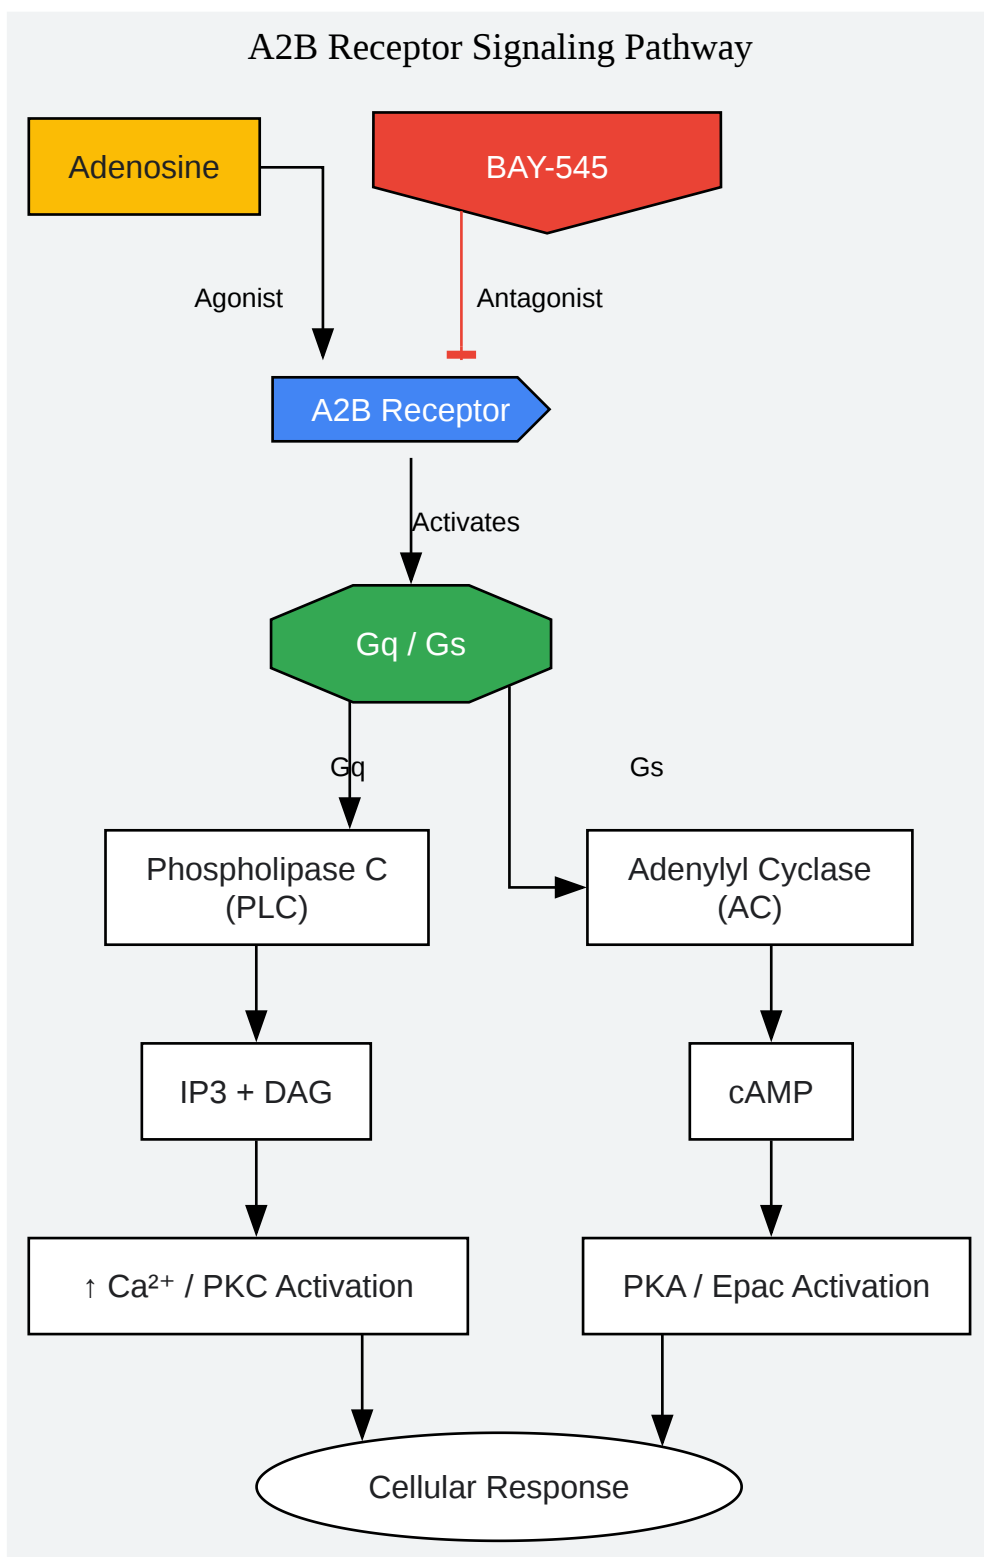 A2B Receptor Signaling Pathway
Adenosine
BAY-545
Agonist
Antagonist
A2B Receptor
Activates
Gq / Gs
Gq
Gs
Phospholipase C
(PLC)
Adenylyl Cyclase
(AC)
IP3 + DAG
cAMP
↑ Ca²⁺ / PKC Activation
PKA / Epac Activation
Cellular Response